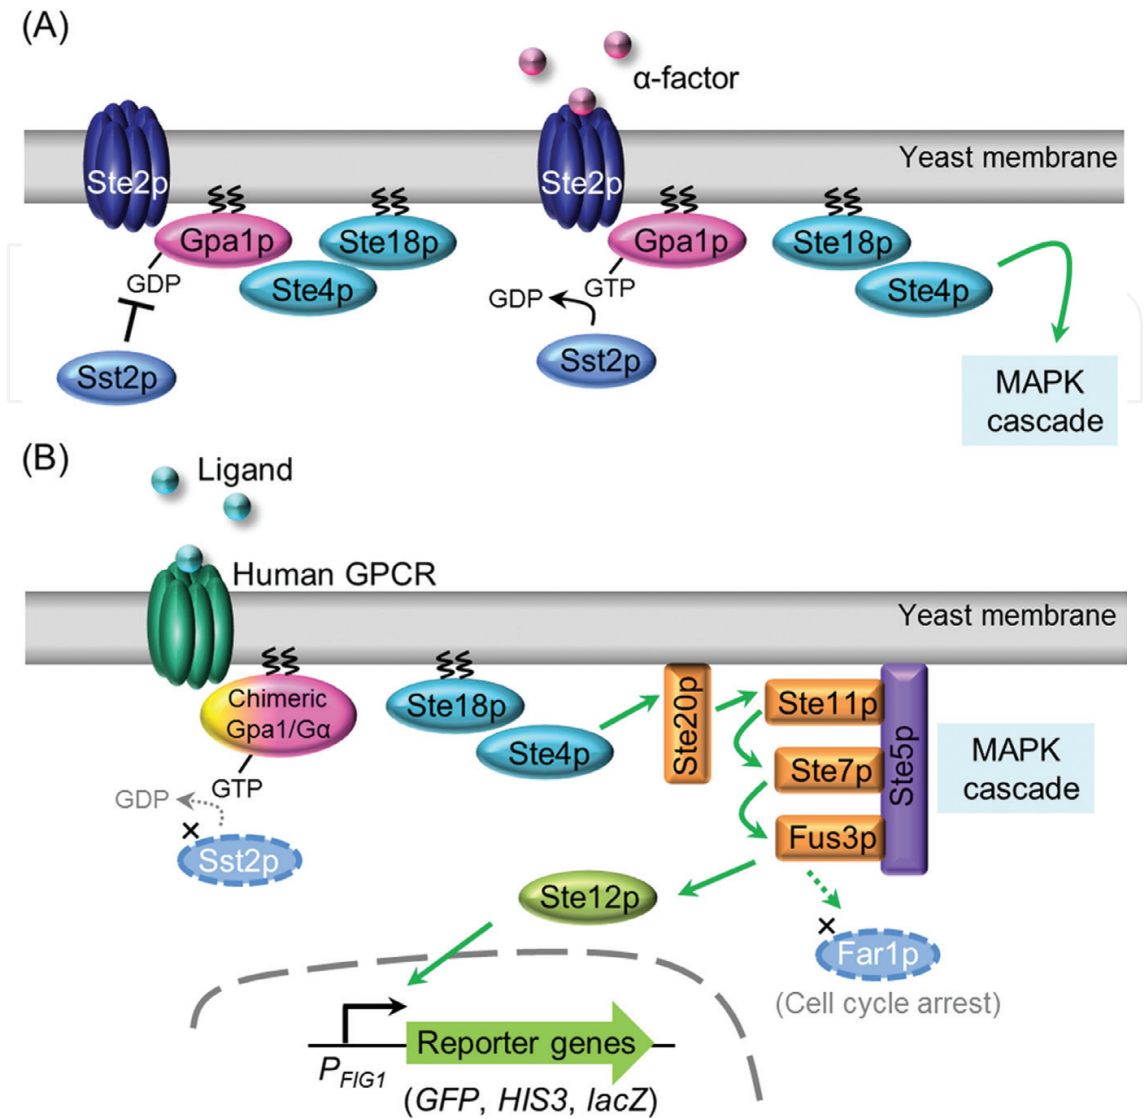 (A)
α-factor
Yeast membrane
Ste2p
Ste2p
Gpa1p
Ste18p
Gpa1p
Ste18p
GDP
Ste4p
GDP
GTP
Ste4p
Sst2p
Sst2p
MAPK
cascade
(B)
Ligand
Human GPCR
Yeast membrane
Chimeric
Gpa1/Gα
Ste18p
Ste4p
Ste20p
Ste11p
Ste7p
Fus3p
Ste5p
MAPK
cascade
GTP
GDP
×
Sst2p
Ste12p
×
Far1p
(Cell cycle arrest)
Reporter genes
PFIG1
(GFP, HIS3, lacZ)